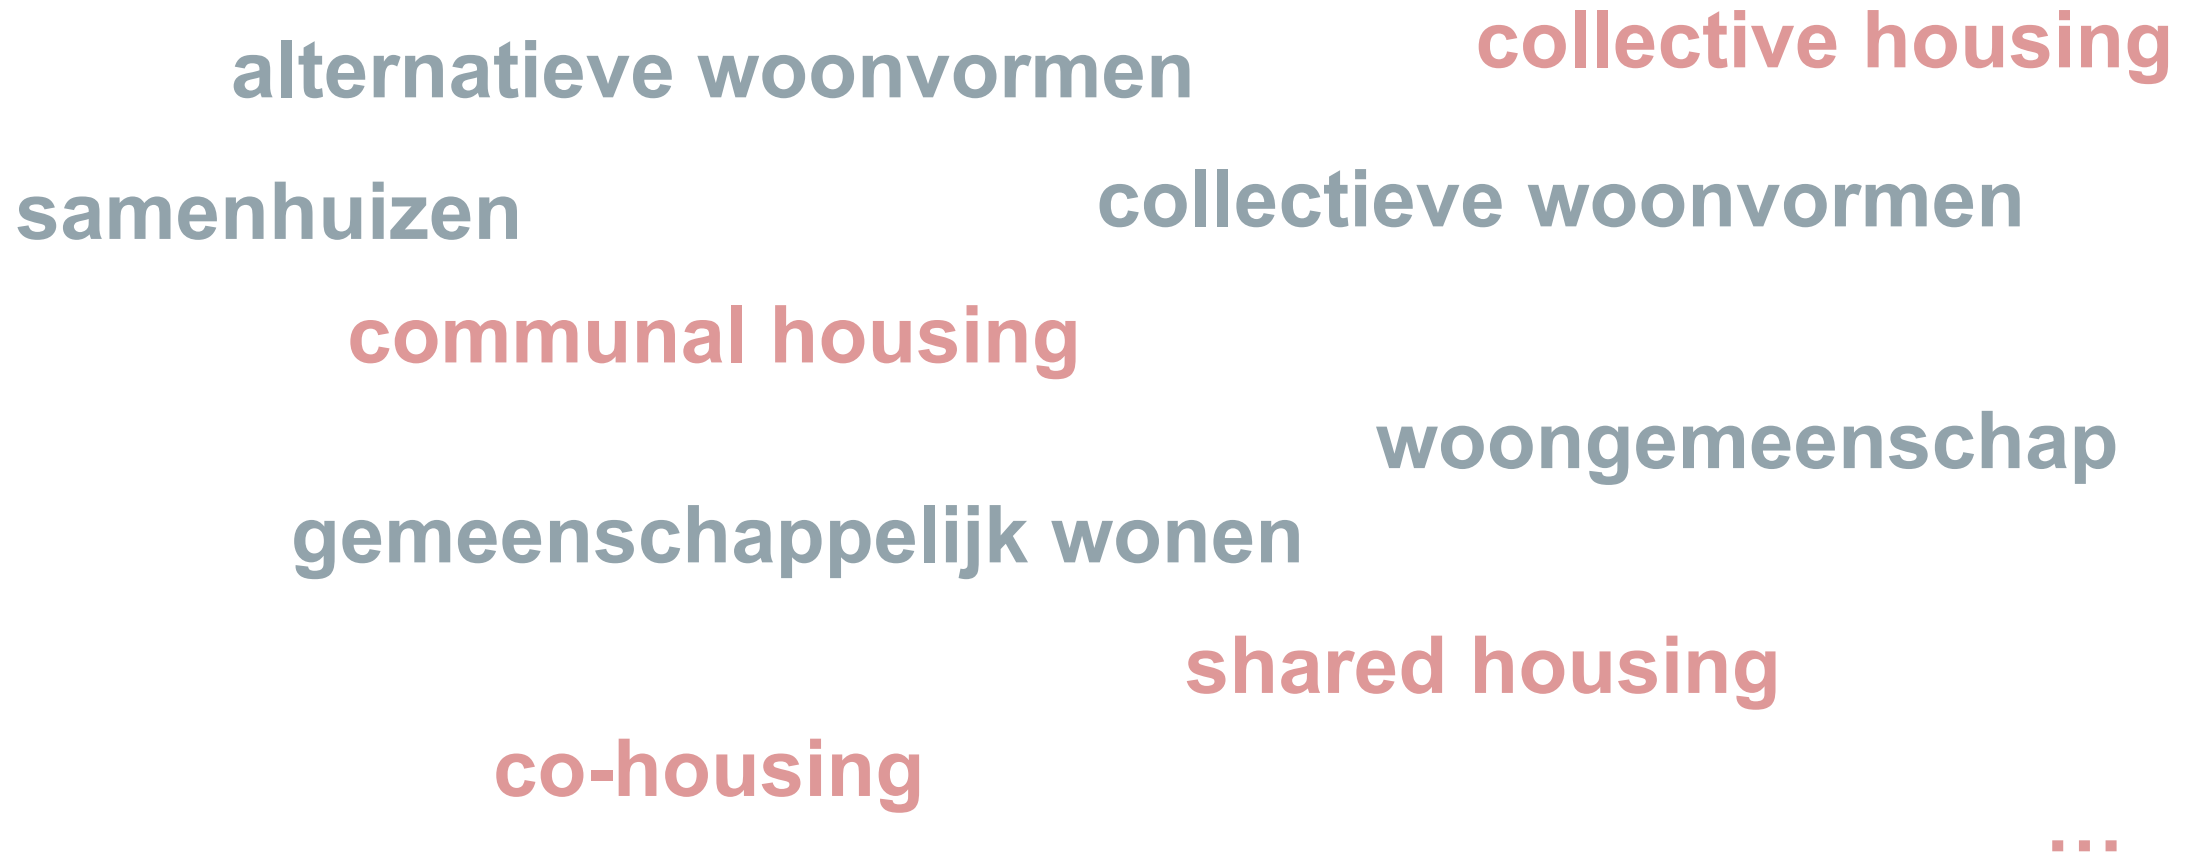 collective housing
alternatieve woonvormen
collectieve woonvormen
samenhuizen
communal housing
woongemeenschap
gemeenschappelijk wonen
shared housing
co-housing
...